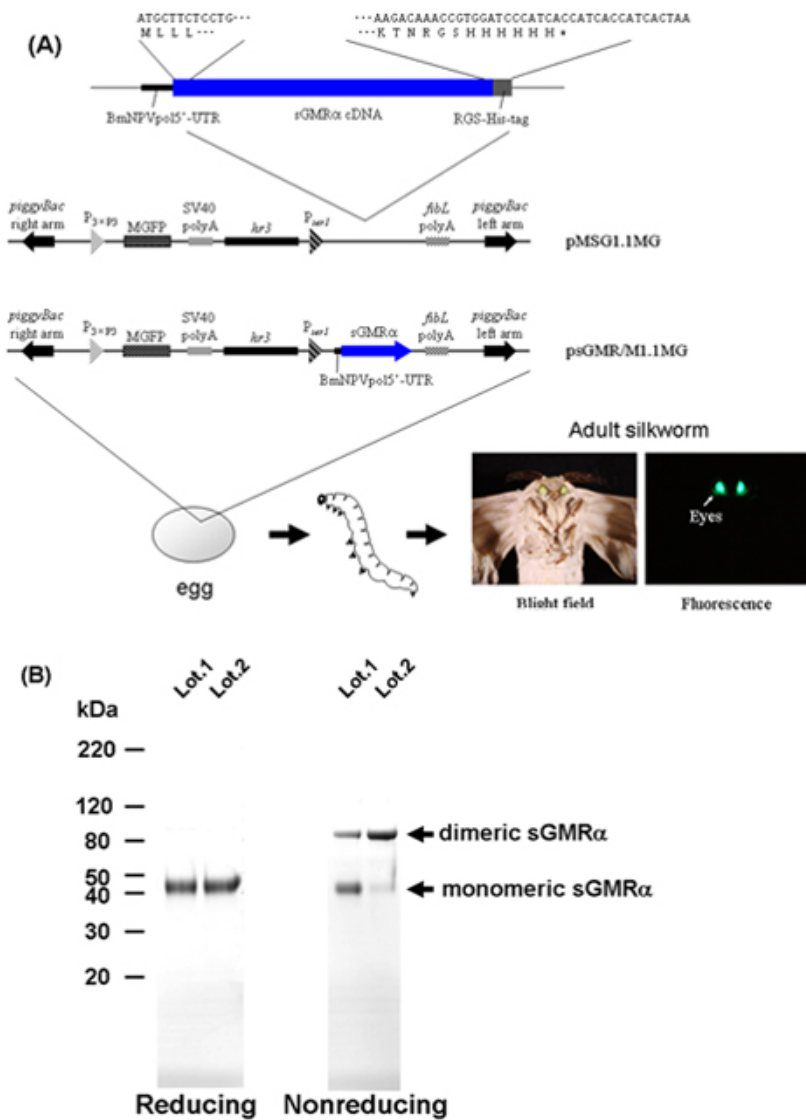 (A)
ATGCTTCTCCTG··· ···AAGACAAACCGTGGATCCCATCACCATCACCATCACTAA
M L L L ··· ···K T N R G S H H H H H H *
BmNPVpol5'-UTR sGMRα cDNA RGS-His-tag
piggyBac right arm P3×P3 MGFP SV40 polyA hr3 Pser1 fibL polyA piggyBac left arm pMSG1.1MG
piggyBac right arm P3×P3 MGFP SV40 polyA hr3 Pser1 sGMRα fibL polyA piggyBac left arm psGMR/M1.1MG
BmNPVpol5'-UTR
Adult silkworm
Eyes
egg
Blight field Fluorescence
(B)
Lot.1 Lot.2 Lot.1 Lot.2
kDa
220
120
80 dimeric sGMRα
50
40 monomeric sGMRα
30
20
Reducing Nonreducing